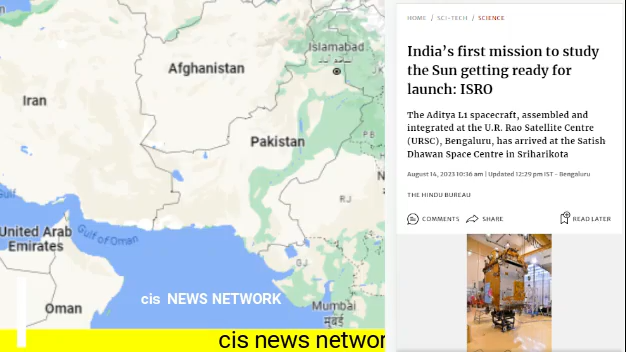 Islamabad
Afghanistan
Iran
Pakistan
PB
RJ
United Arab
Emirates
Gulf of Oman
GJ
Oman
Mumbai
मुंबई
cis NEWS NETWORK
cis news networ
HOME / SCI-TECH / SCIENCE
India's first mission to study
the Sun getting ready for
launch: ISRO
The Aditya L1 spacecraft, assembled and
integrated at the U.R. Rao Satellite Centre
(URSC), Bengaluru, has arrived at the Satish
Dhawan Space Centre in Sriharikota
August 14, 2023 10:36 am | Updated 12:29 pm IST - Bengaluru
THE HINDU BUREAU
COMMENTS SHARE READ LATER